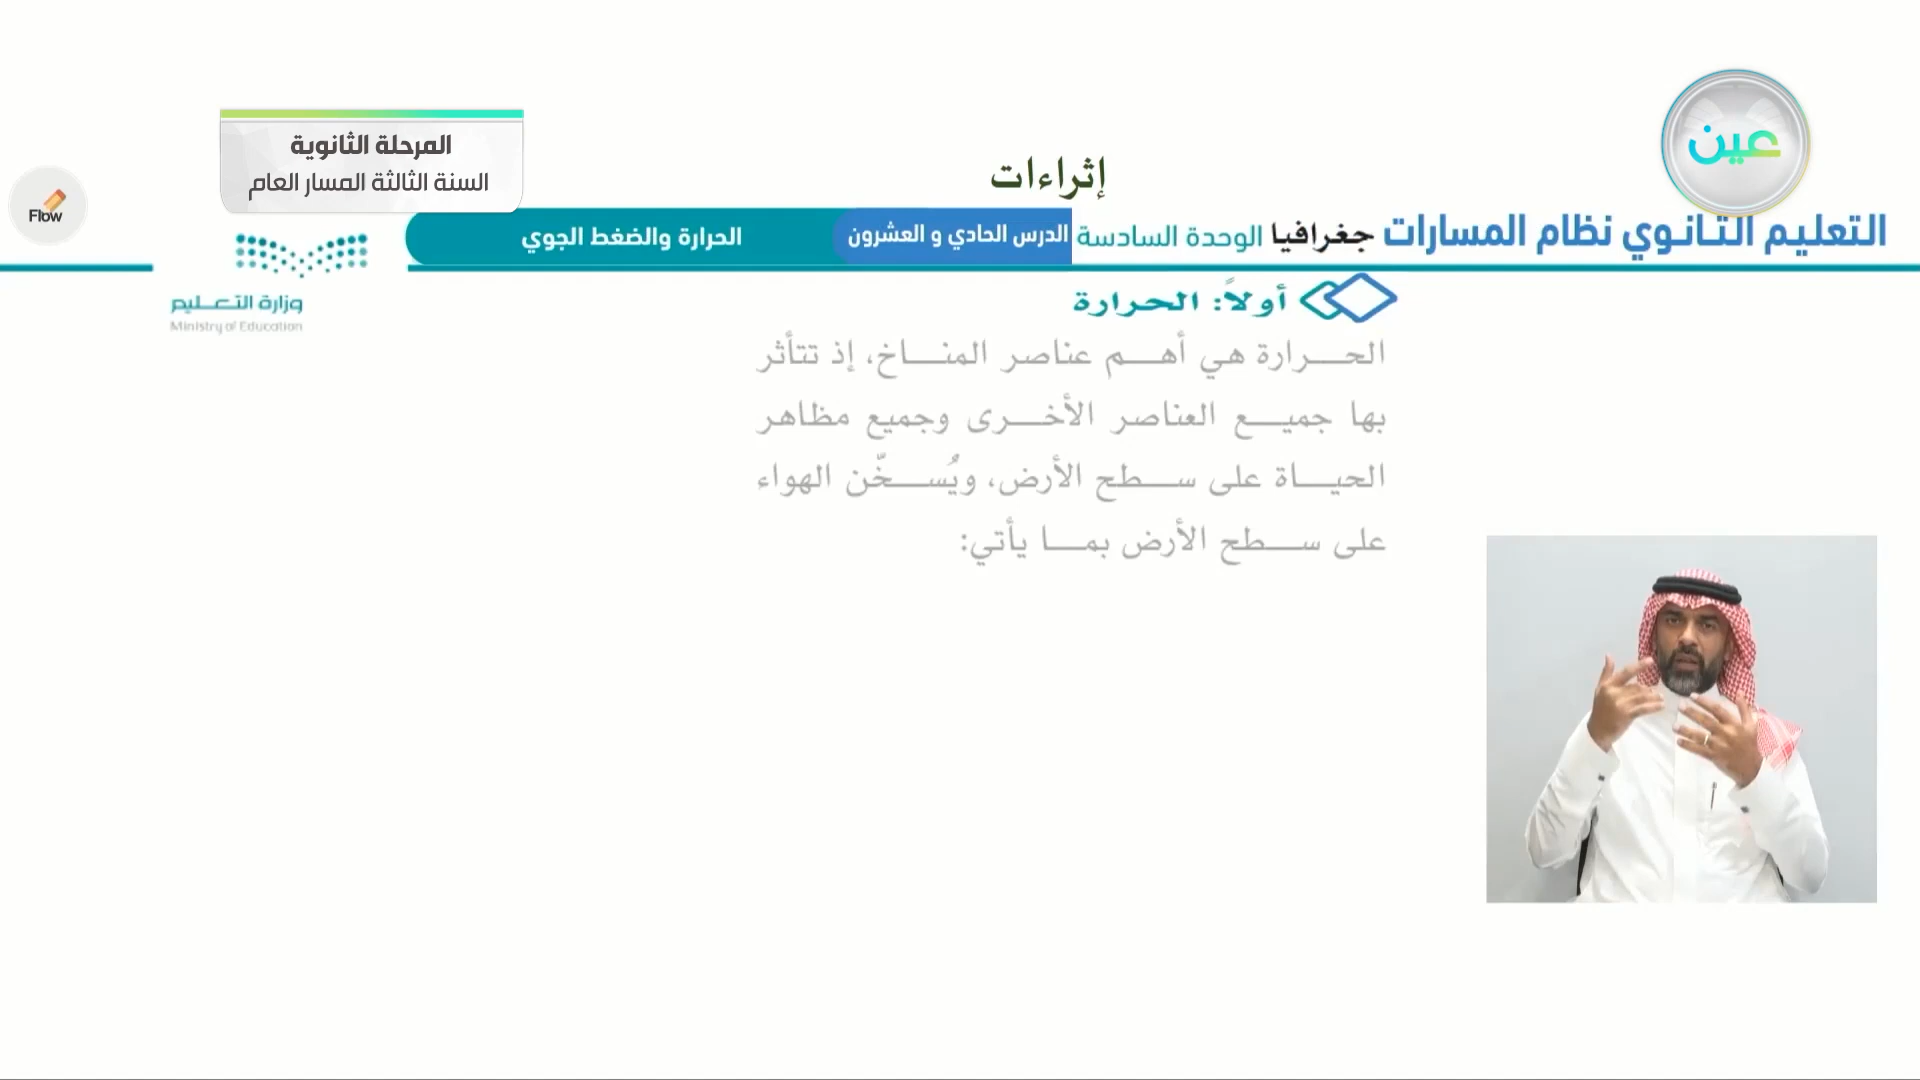 عين
المرحلة الثانوية
السنة الثالثة المسار العام
Flow
إثراءات
التعليم الثانوي نظام المسارات جغرافيا الوحدة السادسة الدرس الحادي و العشرون الحرارة والضغط الجوي
وزارة التعليم
Ministry of Education
أولاً: الحرارة
الحرارة هي أهم عناصر المناخ، إذ تتأثر
بها جميع العناصر الأخرى وجميع مظاهر
الحياة على سطح الأرض، ويُسخّن الهواء
على سطح الأرض بما يأتي: